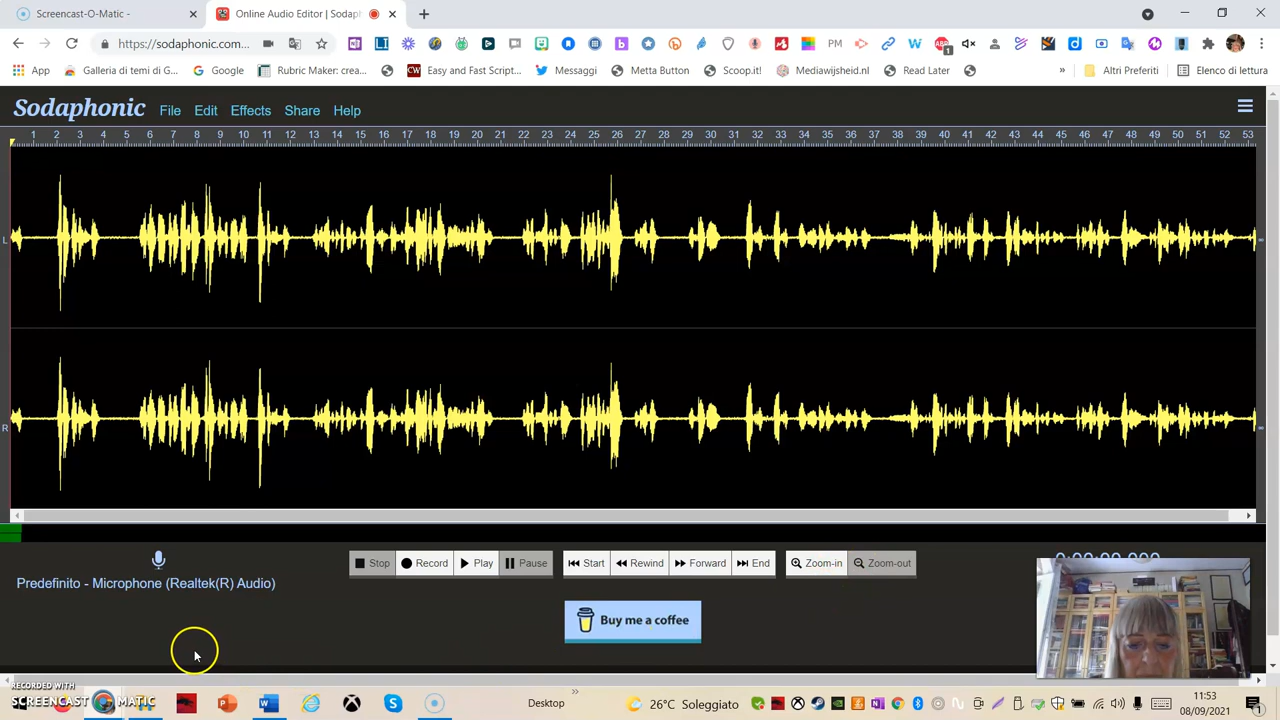 Screencast-O-Matic -
Online Audio Editor | Sodaph
https://sodaphonic.com...
PM
1
App
Galleria di temi di G...
Google
Rubric Maker: crea...
Easy and Fast Script...
Messaggi
Metta Button
Scoop.it!
Mediawijsheid.nl
Read Later
»
Altri Preferiti
Elenco di lettura
Sodaphonic
File
Edit
Effects
Share
Help
1 2 3 4 5 6 7 8 9 10 11 12 13 14 15 16 17 18 19 20 21 22 23 24 25 26 27 28 29 30 31 32 33 34 35 36 37 38 39 40 41 42 43 44 45 46 47 48 49 50 51 52 53
L
R
Predefinito - Microphone (Realtek(R) Audio)
Stop
Record
Play
Pause
Start
Rewind
Forward
End
Zoom-in
Zoom-out
Buy me a coffee
RECORDED WITH
SCREENCAST MATIC
Desktop
»
26°C Soleggiato
11:53
08/09/2021
1